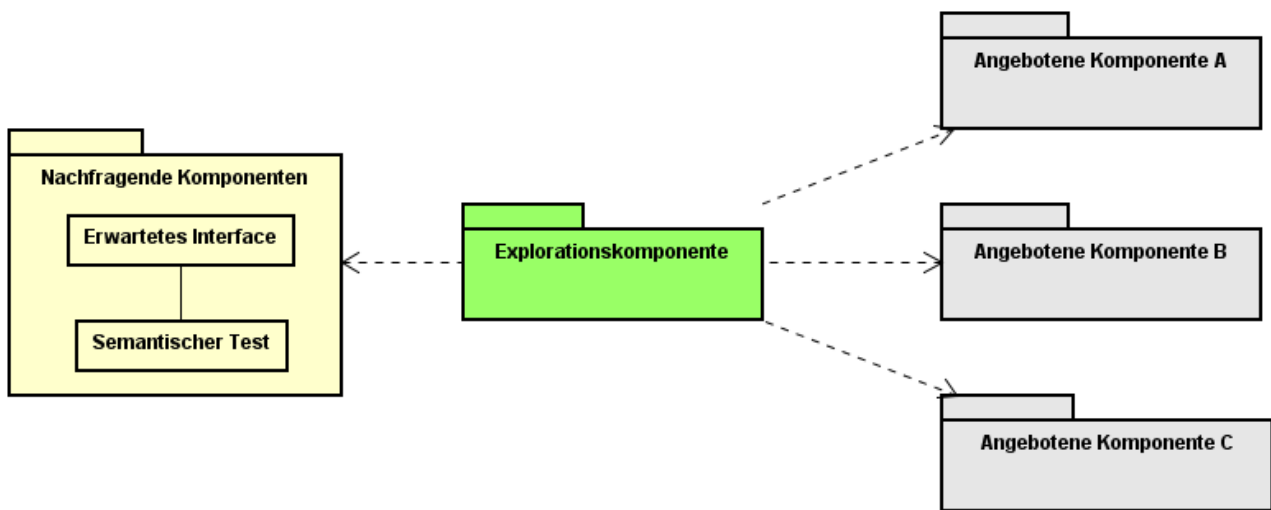 Nachfragende Komponenten
Erwartetes Interface
Semantischer Test
Explorationskomponente
Angebotene Komponente A
Angebotene Komponente B
Angebotene Komponente C